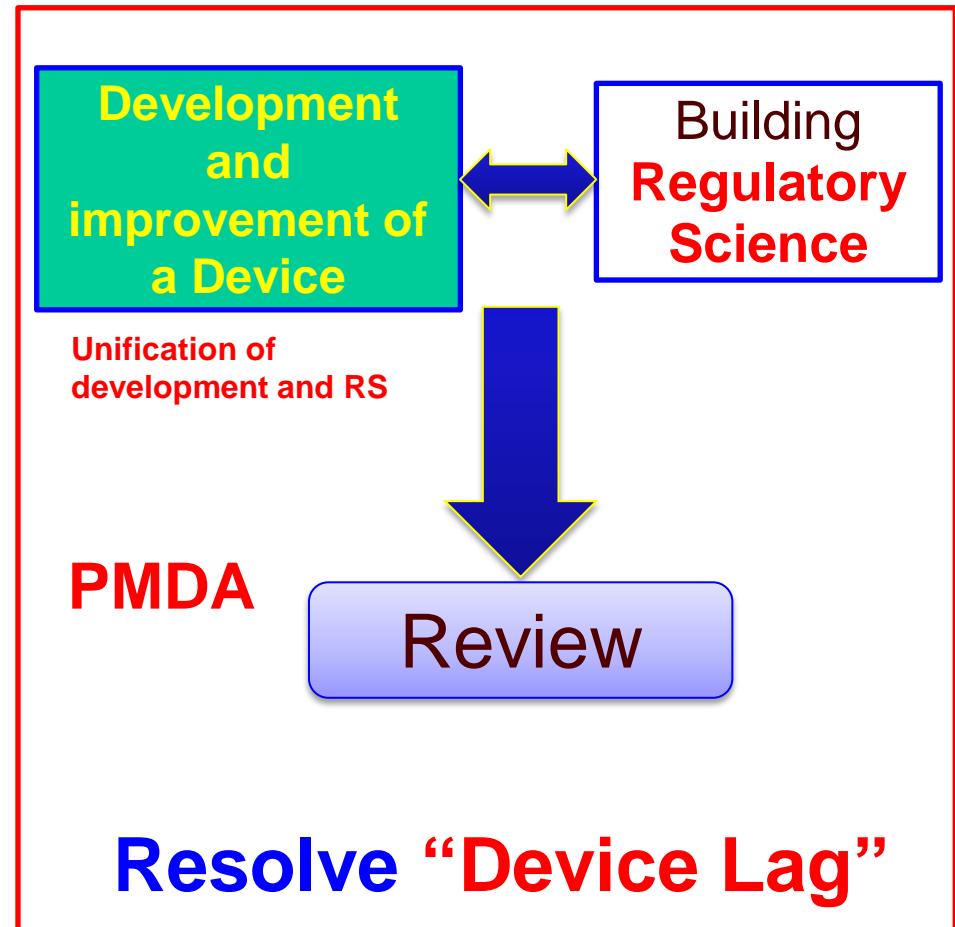 Development
and
improvement of
a Device
Building
Regulatory
Science
Unification of
development and RS
PMDA
Review
Resolve “Device Lag”